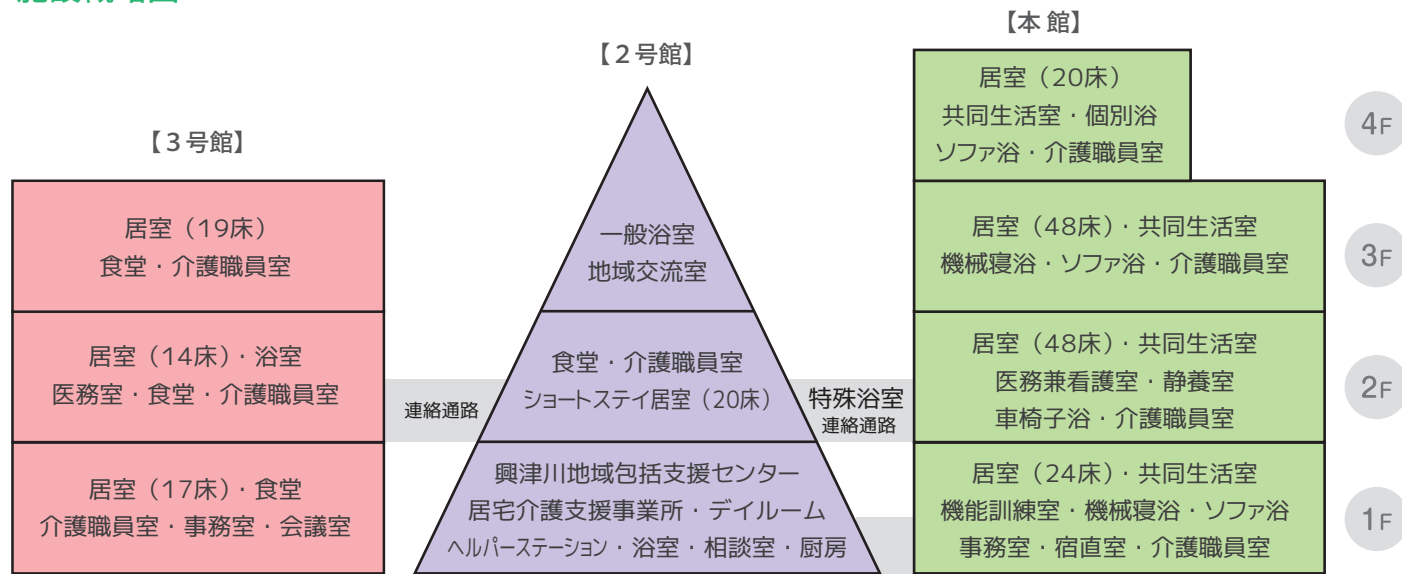 【3号館】
居室（19床）
食堂・介護職員室
居室（14床）・浴室
医務室・食堂・介護職員室
居室（17床）・食堂
介護職員室・事務室・会議室
連絡通路
【2号館】
一般浴室
地域交流室
食堂・介護職員室
ショートステイ居室（20床）
興津川地域包括支援センター
居宅介護支援事業所・デイルーム
ヘルパーステーション・浴室・相談室・厨房
特殊浴室
連絡通路
【本館】
居室（20床）
共同生活室・個別浴
ソファ浴・介護職員室
居室（48床）・共同生活室
機械寝浴・ソファ浴・介護職員室
居室（48床）・共同生活室
医務兼看護室・静養室
車椅子浴・介護職員室
居室（24床）・共同生活室
機能訓練室・機械寝浴・ソファ浴
事務室・宿直室・介護職員室
4F
3F
2F
1F